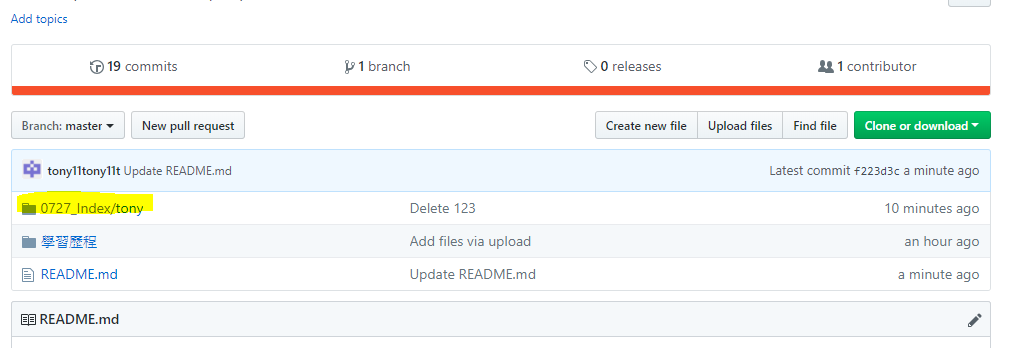 Add topics
19 commits
1 branch
0 releases
1 contributor
Branch: master
New pull request
Create new file
Upload files
Find file
Clone or download
tony11tony11t Update README.md
Latest commit f223d3c a minute ago
0727_Index/tony
Delete 123
10 minutes ago
學習歷程
Add files via upload
an hour ago
README.md
Update README.md
a minute ago
README.md